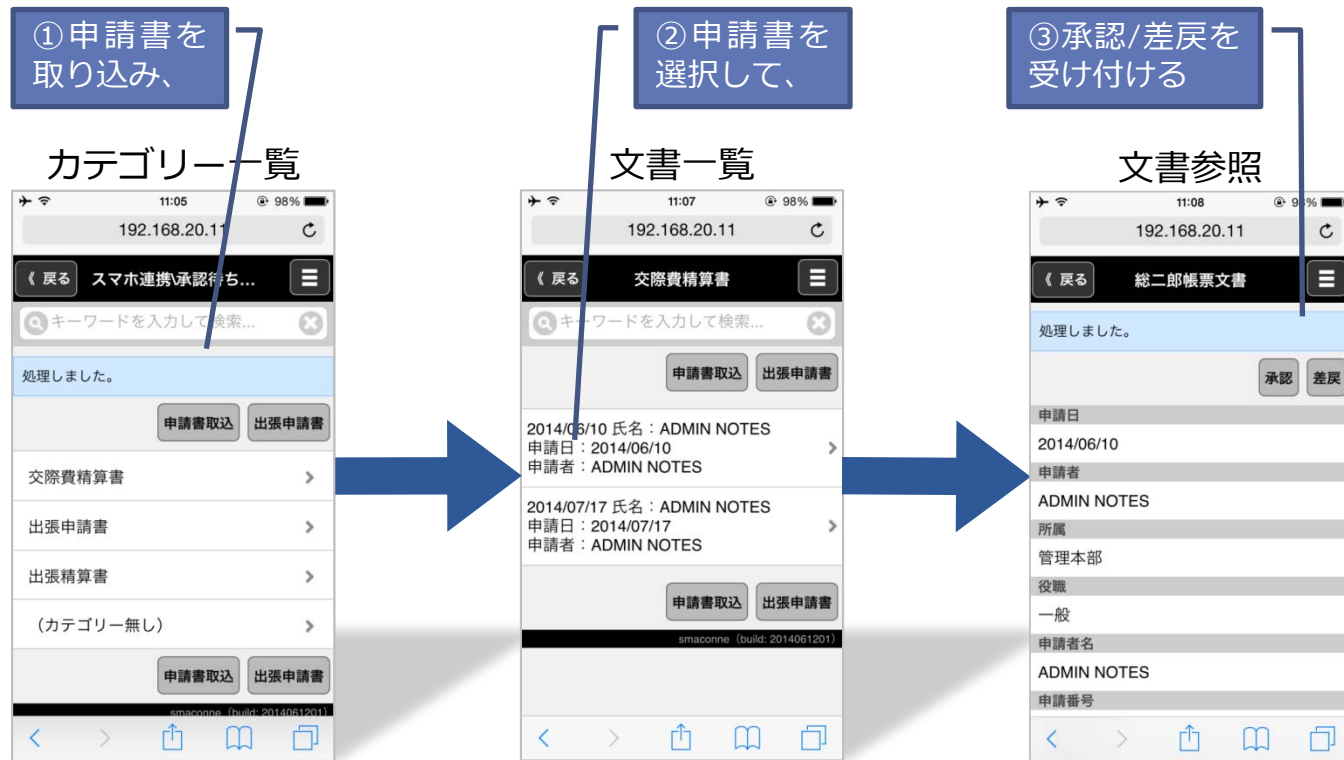 ①申請書を
取り込み、
②申請書を
選択して、
③承認/差戻を
受け付ける
カテゴリー一覧
11:05
98%
192.168.20.11
戻る
スマホ連携\承認待ち...
キーワードを入力して検索...
処理しました。
申請書取込
出張申請書
交際費精算書
出張申請書
出張精算書
（カテゴリー無し）
申請書取込
出張申請書
smaconne（build: 2014061201）
文書一覧
11:07
98%
192.168.20.11
戻る
交際費精算書
キーワードを入力して検索...
申請書取込
出張申請書
2014/06/10 氏名：ADMIN NOTES
申請日：2014/06/10
申請者：ADMIN NOTES
2014/07/17 氏名：ADMIN NOTES
申請日：2014/07/17
申請者：ADMIN NOTES
申請書取込
出張申請書
smaconne（build: 2014061201）
文書参照
11:08
98%
192.168.20.11
戻る
総二郎帳票文書
処理しました。
承認
差戻
申請日
2014/06/10
申請者
ADMIN NOTES
所属
管理本部
役職
一般
申請者名
ADMIN NOTES
申請番号